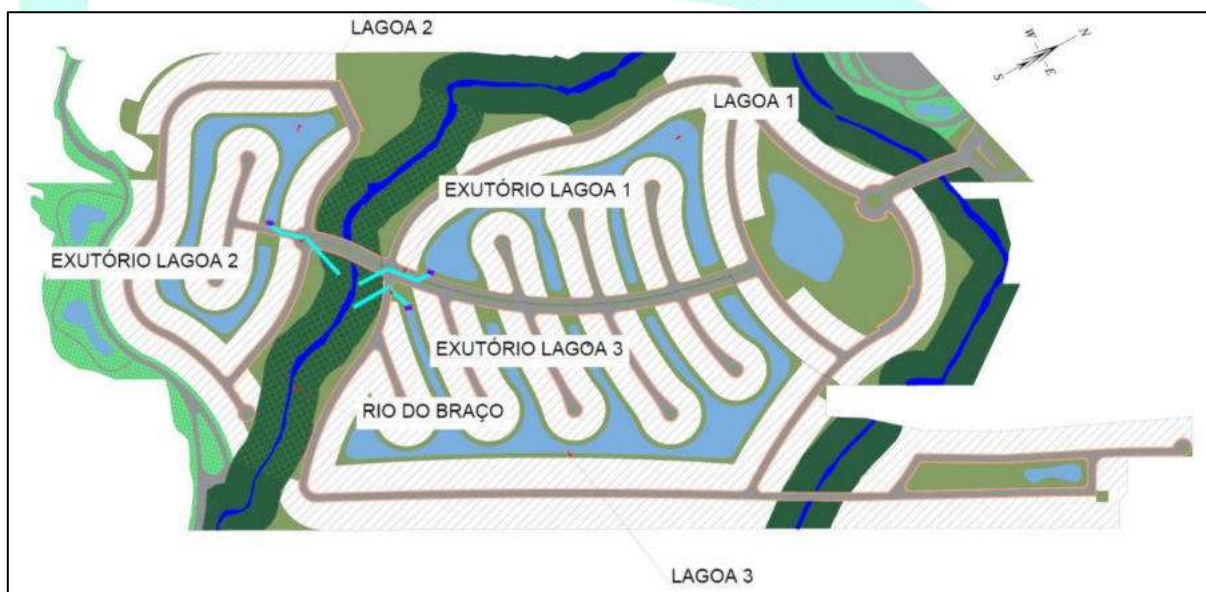 LAGOA 2
N
W
E
S
LAGOA 1
EXUTÓRIO LAGOA 1
EXUTÓRIO LAGOA 2
EXUTÓRIO LAGOA 3
RIO DO BRAÇO
LAGOA 3